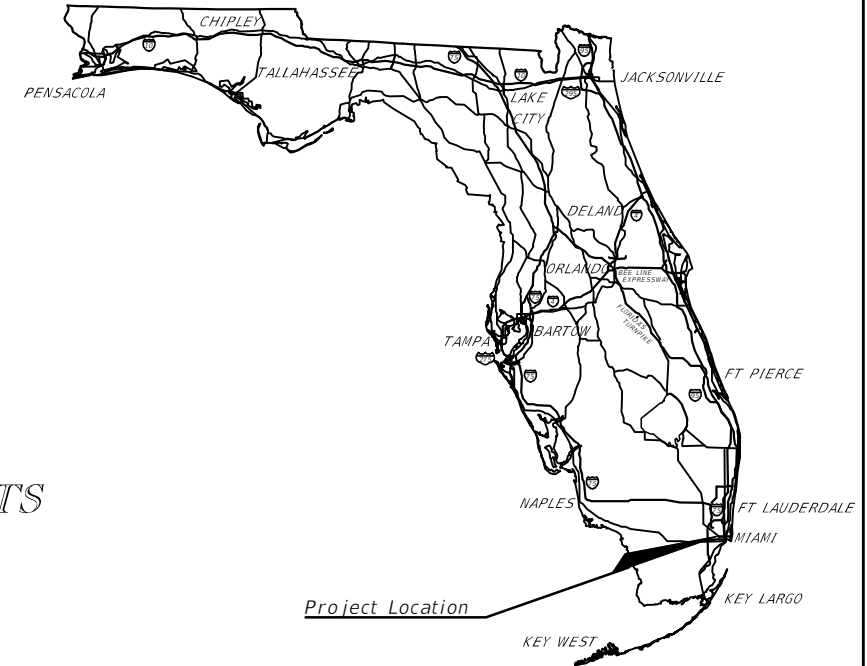 CHIPLEY
PENSACOLA
TALLAHASSEE
JACKSONVILLE
LAKE
CITY
DELAND
ORLANDO
BEE LINE
EXPRESSWAY
FLORIDA'S
TURNPIKE
TAMPA
BARTOW
FT PIERCE
TS
NAPLES
FT LAUDERDALE
MIAMI
Project Location
KEY LARGO
KEY WEST